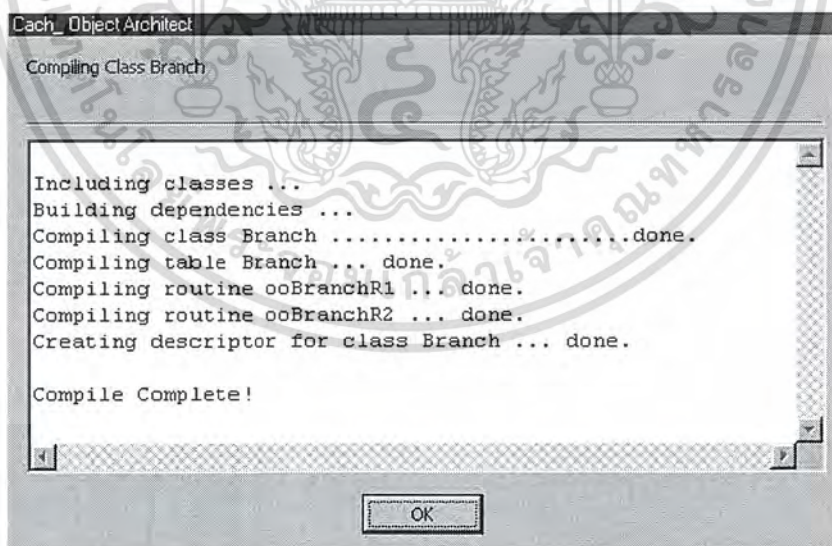 Cach_ Object Architect
Compiling Class Branch
Including classes ...
Building dependencies ...
Compiling class Branch .......................done.
Compiling table Branch ... done.
Compiling routine ooBranchR1 ... done.
Compiling routine ooBranchR2 ... done.
Creating descriptor for class Branch ... done.
Compile Complete!
OK